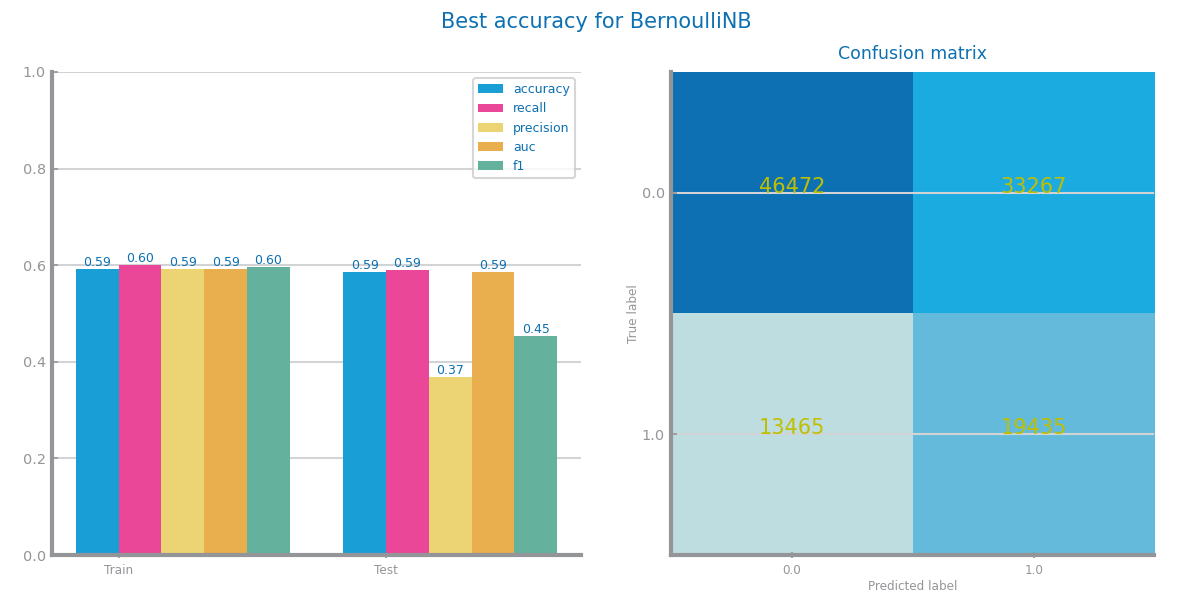 Best accuracy for BernoulliNB
1.0
0.8
0.6
0.4
0.2
0.0
accuracy
recall
precision
auc
f1
0.59
0.60
0.59
0.59
0.60
0.59
0.59
0.37
0.59
0.45
Train
Test
Confusion matrix
True label
0.0
1.0
46472
33267
13465
19435
0.0
1.0
Predicted label